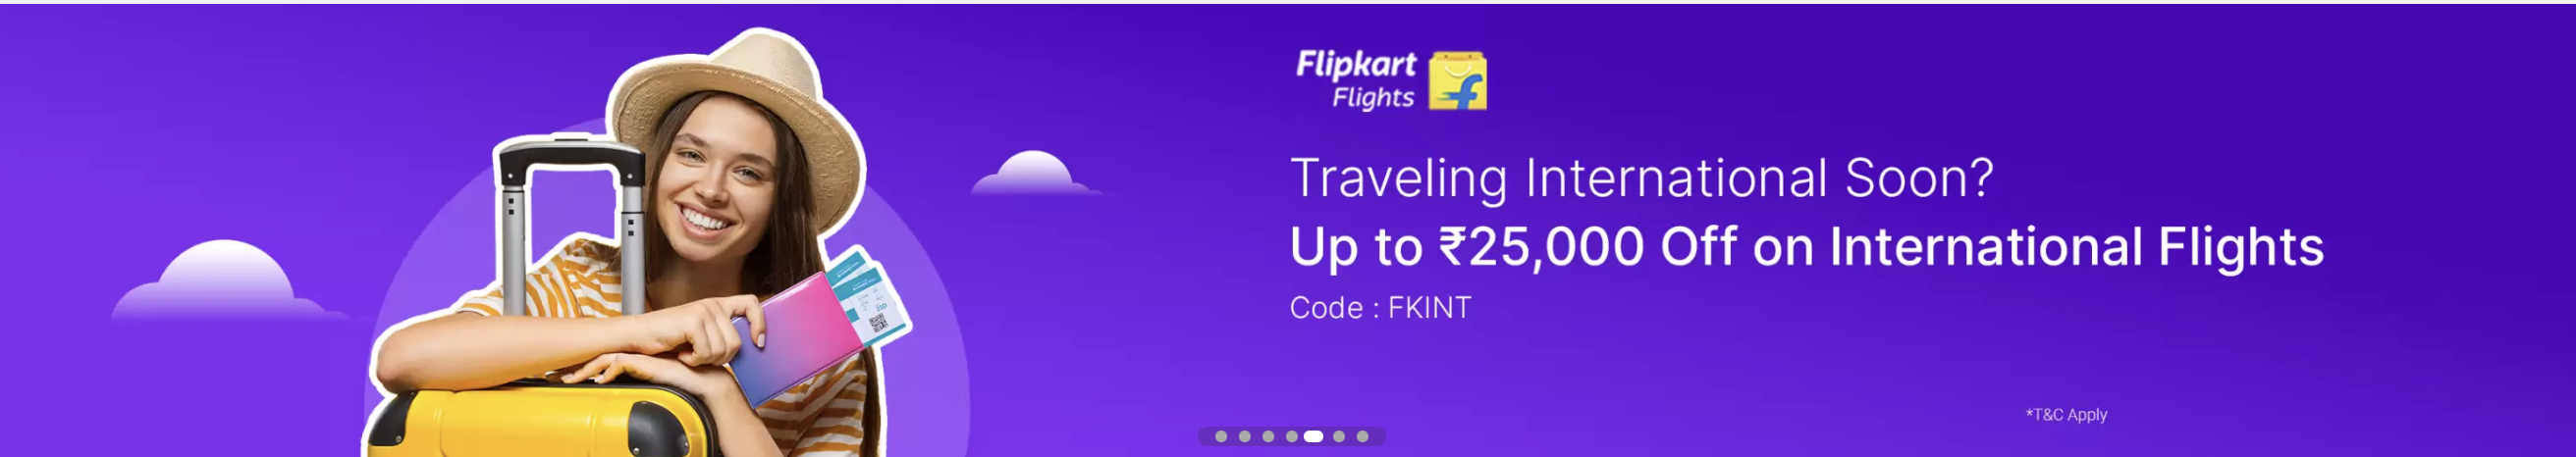 Flipkart
Flights
Traveling International Soon?
Up to ₹25,000 Off on International Flights
Code : FKINT
*T&C Apply